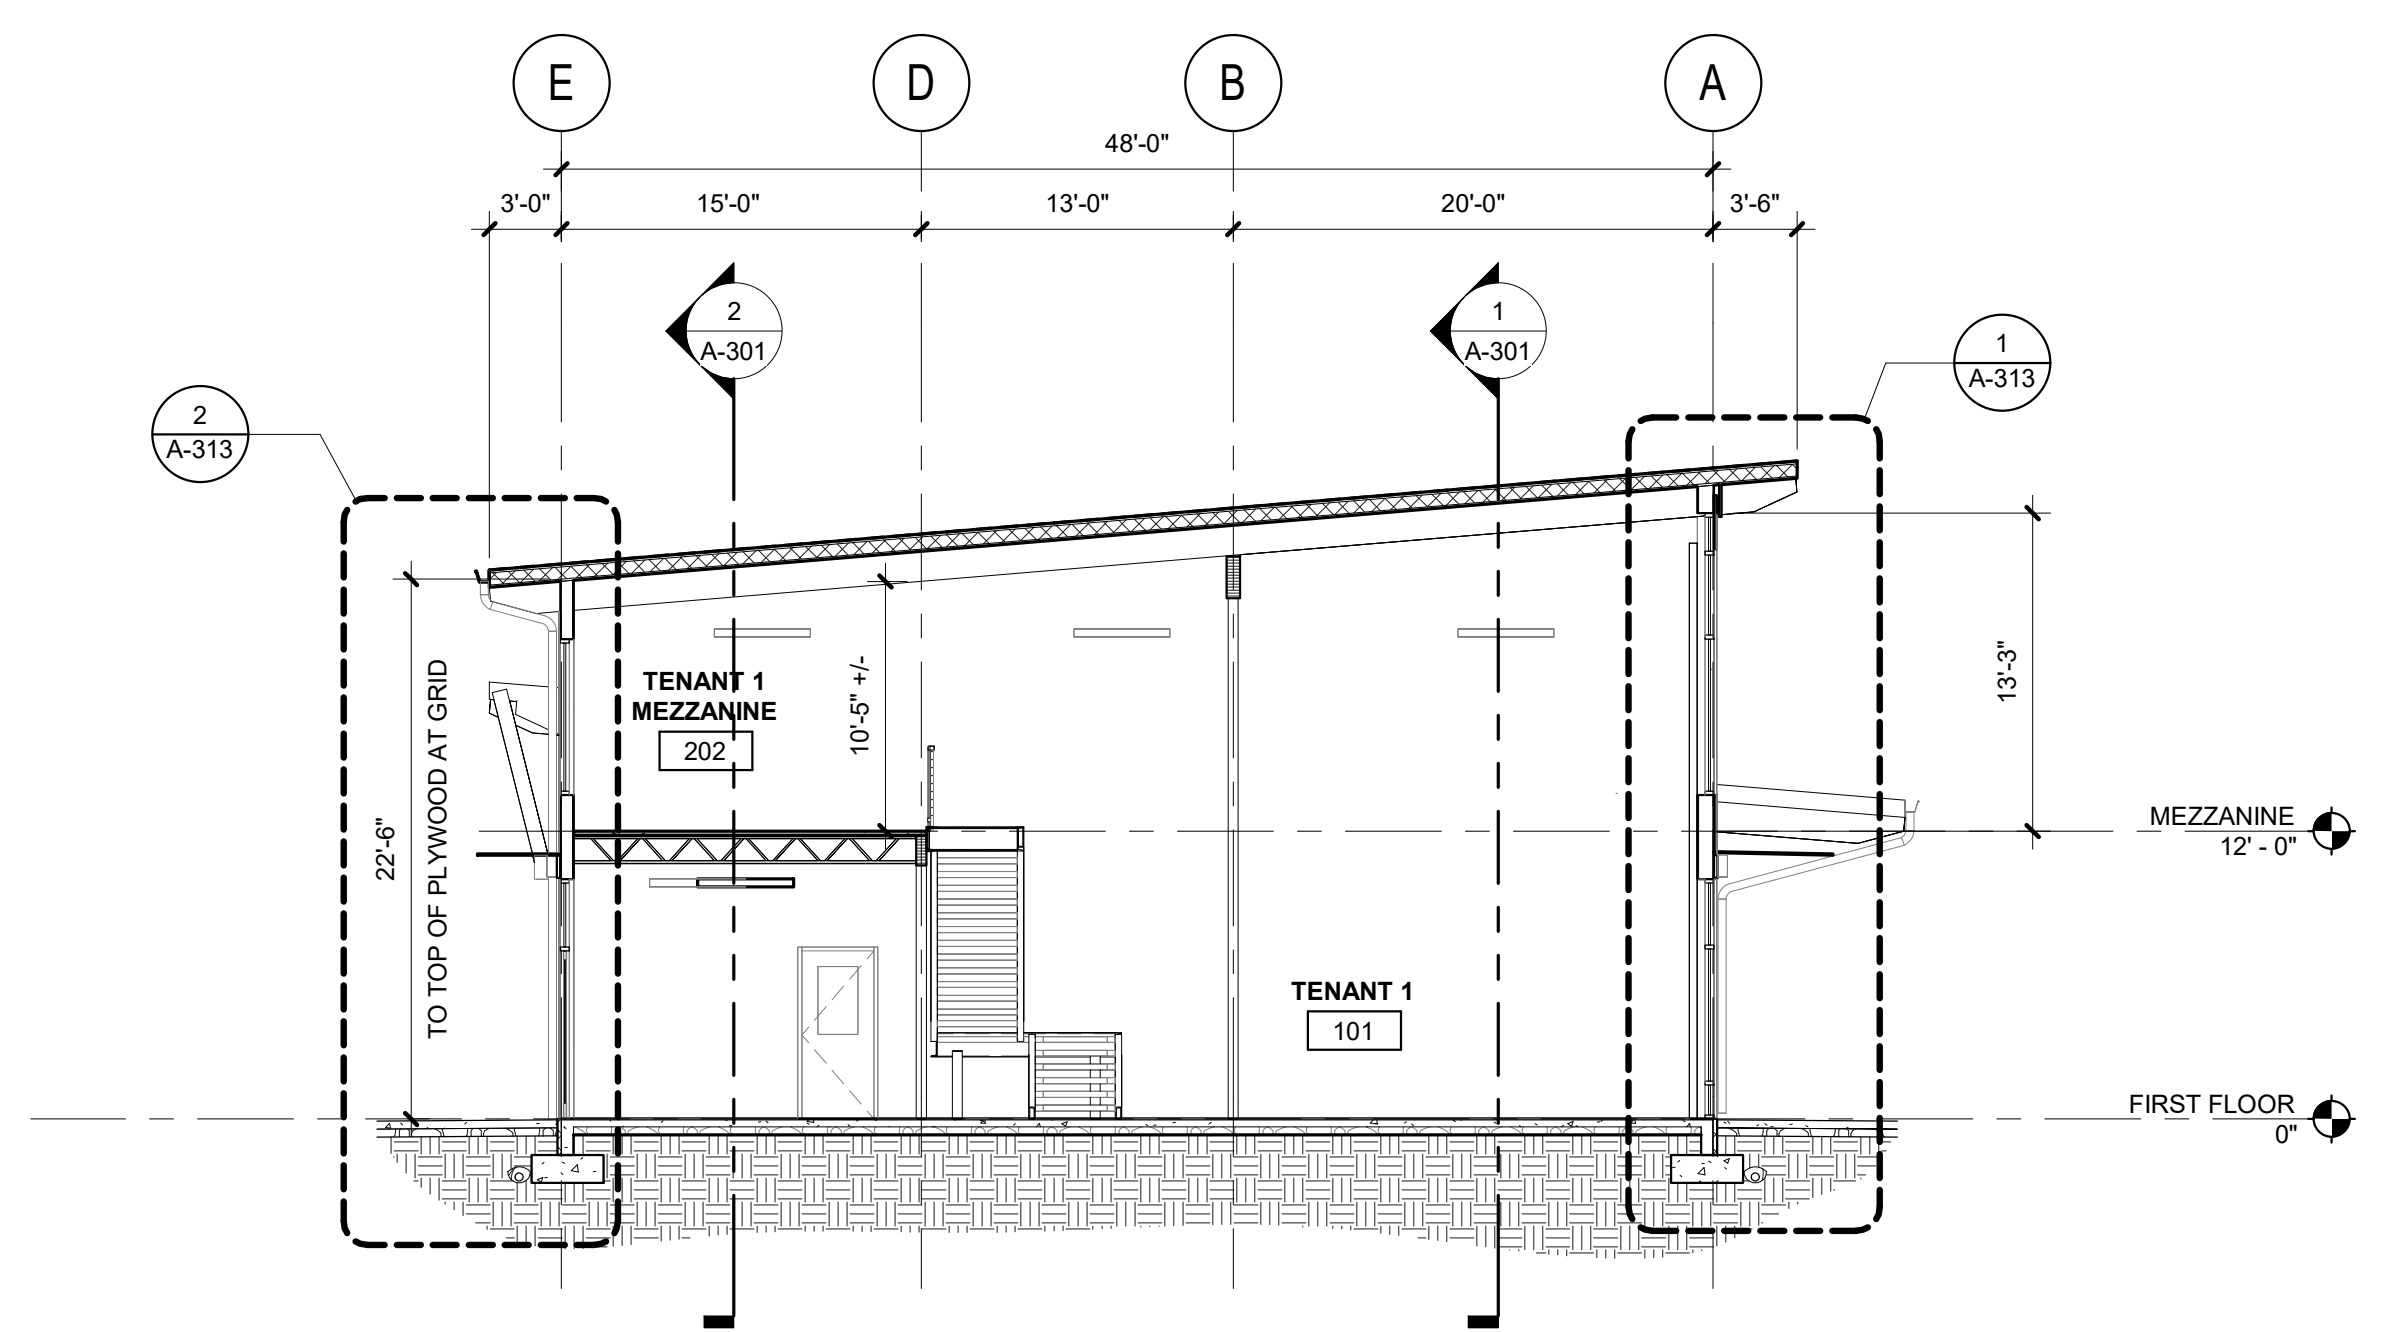 E
D
B
A
48'-0"
3'-0"
15'-0"
13'-0"
20'-0"
3'-6"
2
A-301
1
A-301
1
A-313
2
A-313
TENANT 1
MEZZANINE
202
10'-5" +/-
13'-3"
22'-6"
TO TOP OF PLYWOOD AT GRID
MEZZANINE
12' - 0"
TENANT 1
101
FIRST FLOOR
0"